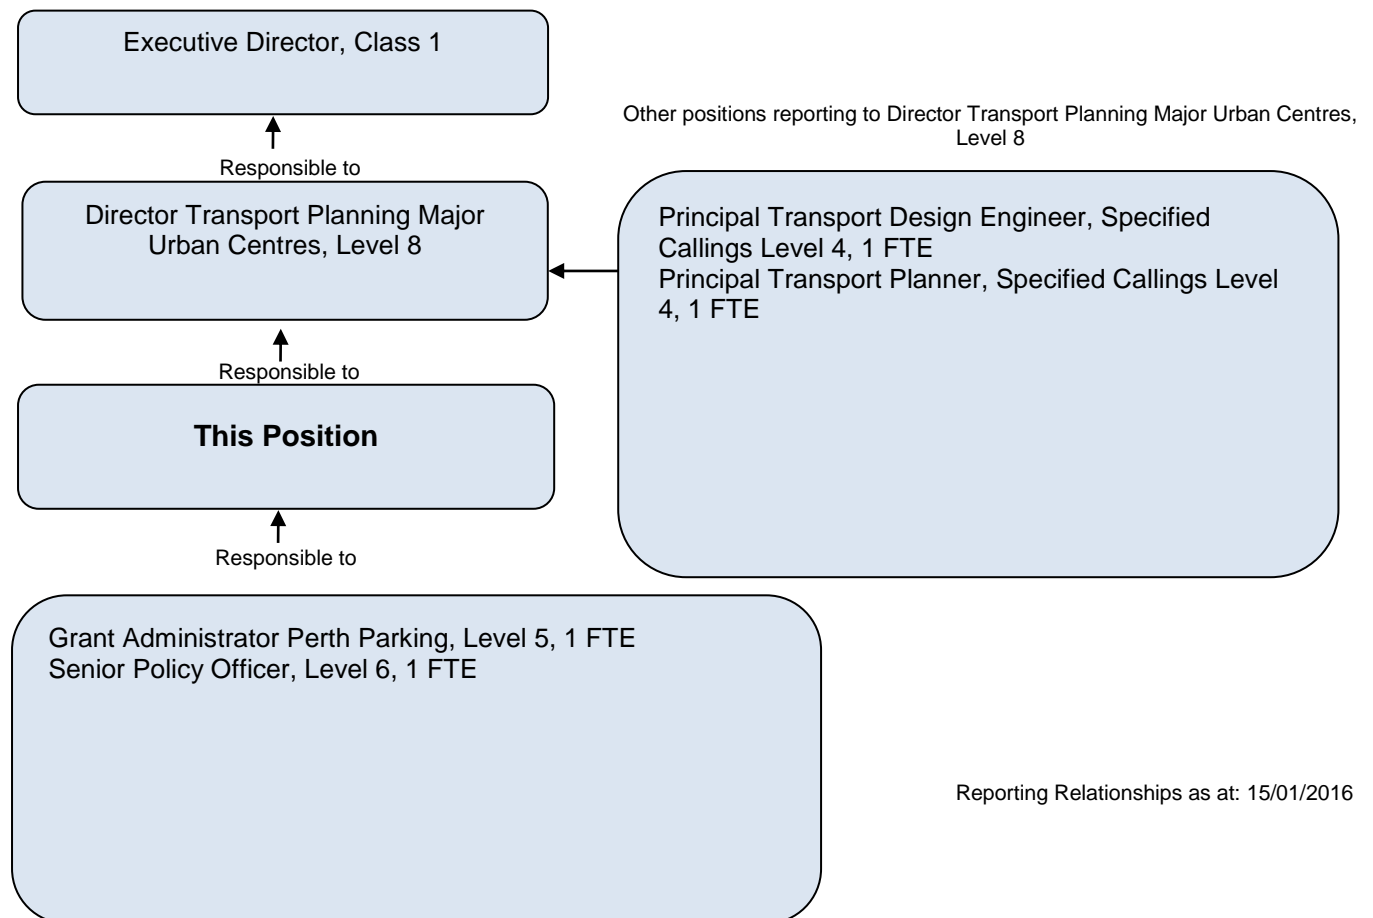 Executive Director, Class 1
Responsible to
Other positions reporting to Director Transport Planning Major Urban Centres,
Level 8
Director Transport Planning Major
Urban Centres, Level 8
Principal Transport Design Engineer, Specified
Callings Level 4, 1 FTE
Principal Transport Planner, Specified Callings Level
4, 1 FTE
Responsible to
This Position
Responsible to
Grant Administrator Perth Parking, Level 5, 1 FTE
Senior Policy Officer, Level 6, 1 FTE
Reporting Relationships as at: 15/01/2016